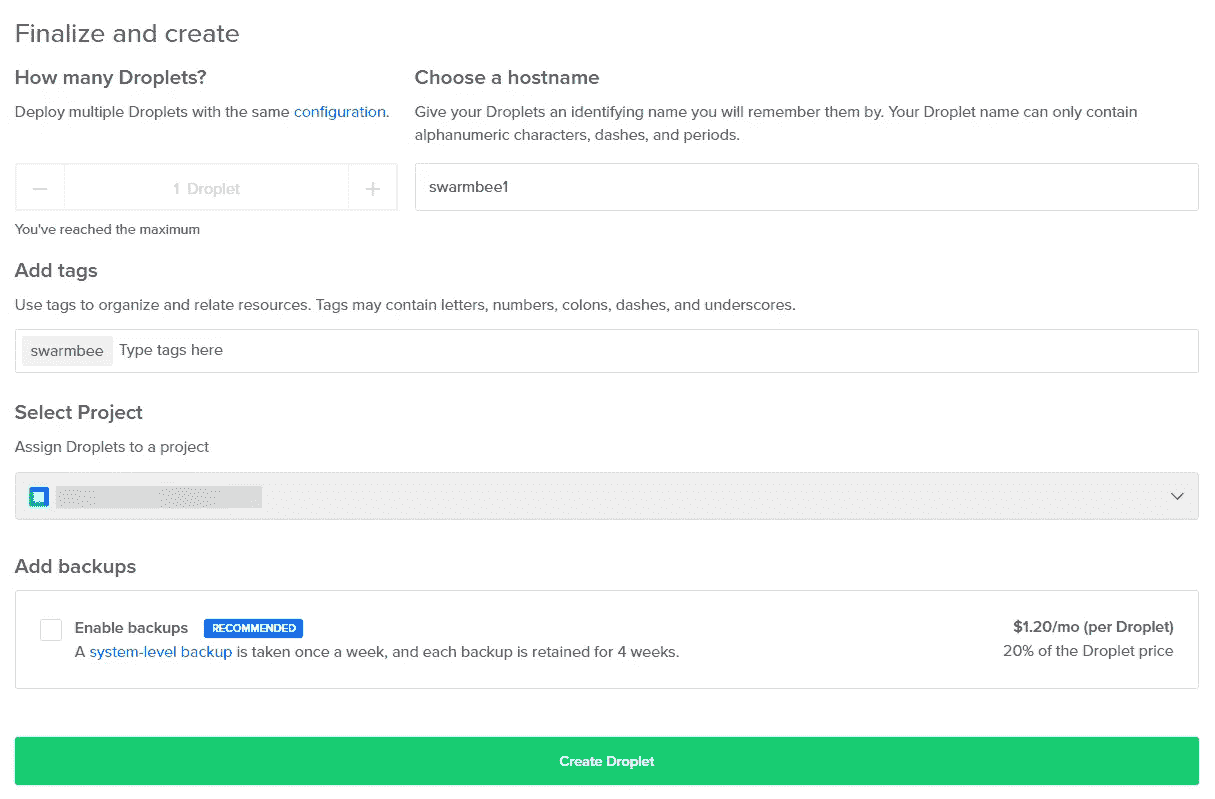 Finalize and create
How many Droplets?
Deploy multiple Droplets with the same configuration.
1 Droplet
You've reached the maximum
Choose a hostname
Give your Droplets an identifying name you will remember them by. Your Droplet name can only contain
alphanumeric characters, dashes, and periods.
swarmbee1
Add tags
Use tags to organize and relate resources. Tags may contain letters, numbers, colons, dashes, and underscores.
swarmbee Type tags here
Select Project
Assign Droplets to a project
Add backups
Enable backups RECOMMENDED
A system-level backup is taken once a week, and each backup is retained for 4 weeks.
$1.20/mo (per Droplet)
20% of the Droplet price
Create Droplet